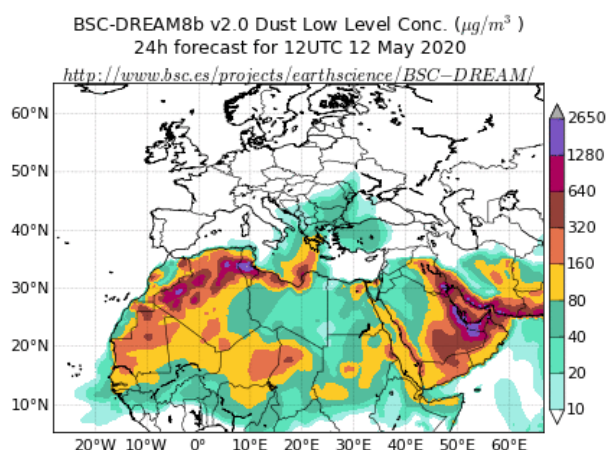 BSC-DREAM8b v2.0 Dust Low Level Conc. (μg/m³ )
24h forecast for 12UTC 12 May 2020
http://www.bsc.es/projects/earthscience/BSC−DREAM/
60°N
50°N
40°N
30°N
20°N
10°N
20°W 10°W 0° 10°E 20°E 30°E 40°E 50°E 60°E
2650
1280
640
320
160
80
40
20
10